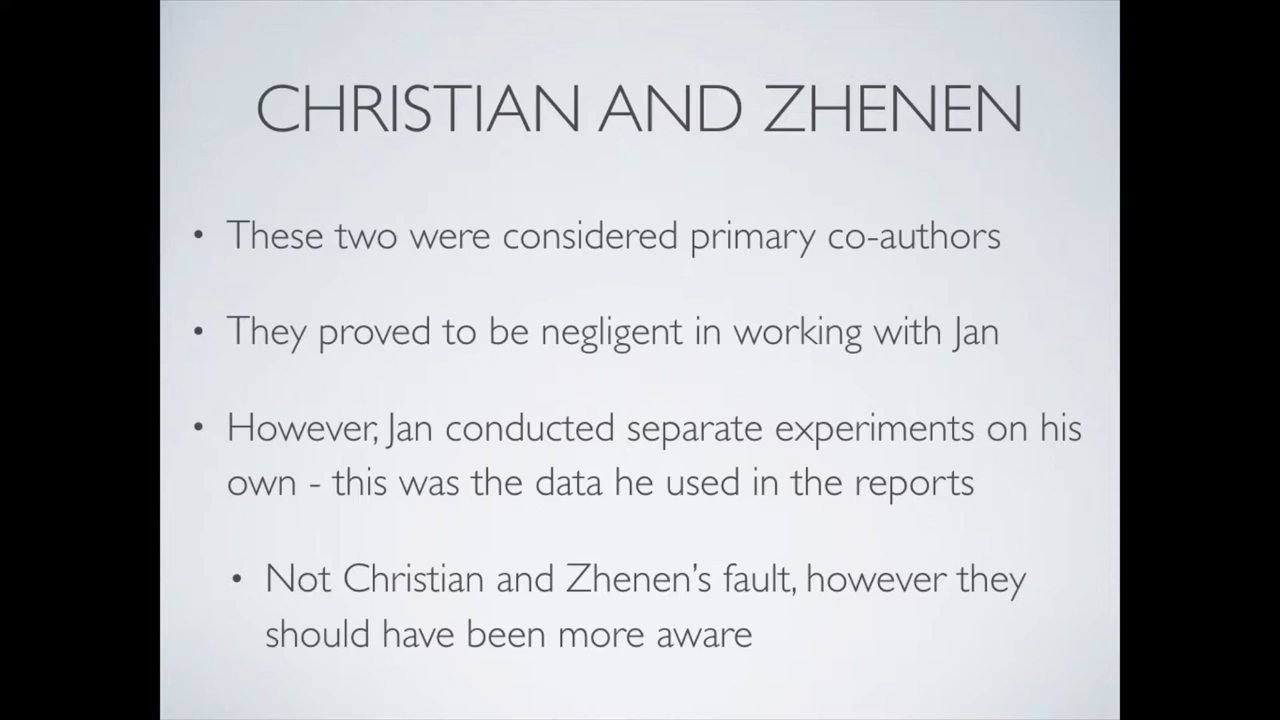 CHRISTIAN AND ZHENEN
• These two were considered primary co-authors
• They proved to be negligent in working with Jan
• However, Jan conducted separate experiments on his
own - this was the data he used in the reports
• Not Christian and Zhenen’s fault, however they
should have been more aware